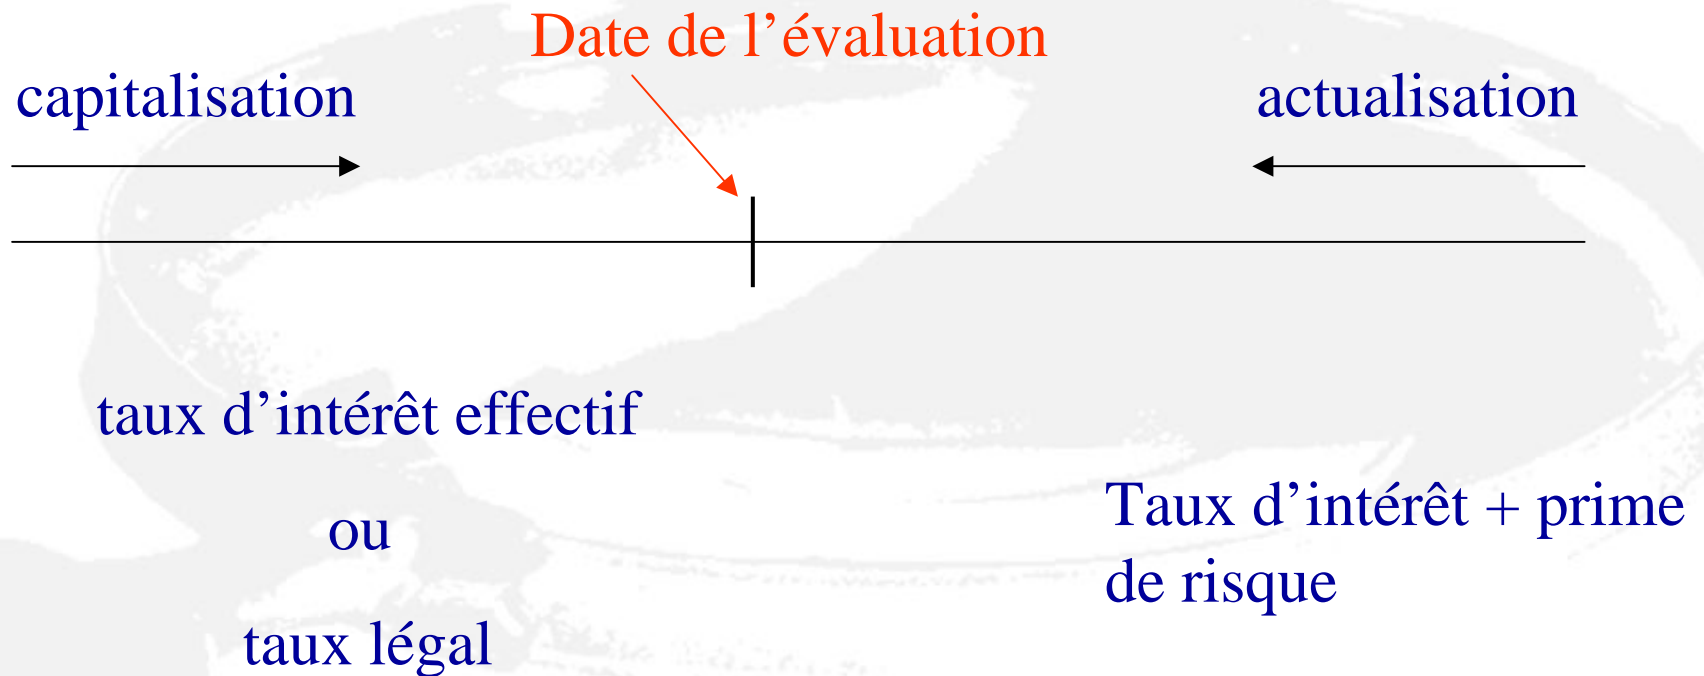 Date de l’évaluation
capitalisation
actualisation
taux d’intérêt effectif
ou
taux légal
Taux d’intérêt + prime
de risque